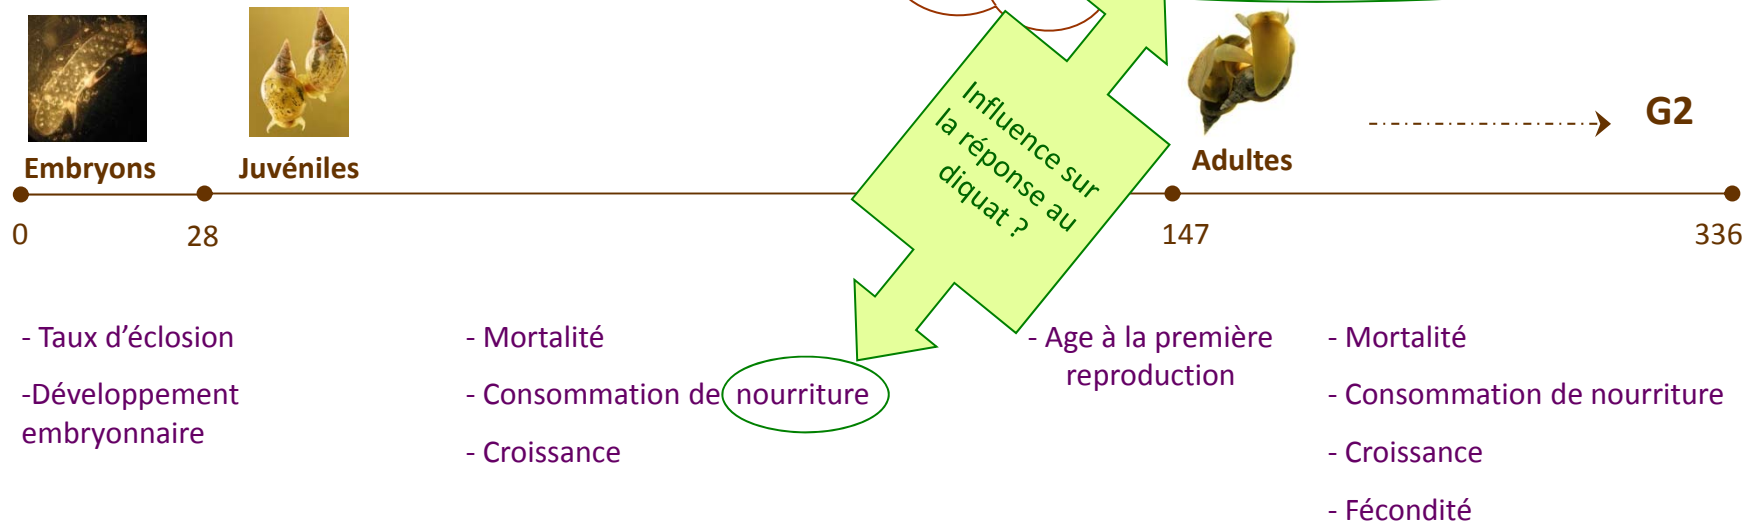 Influence sur
la réponse au
diquat ?
G2
Embryons
Juvéniles
Adultes
0
28
147
336
- Taux d'éclosion
-Développement
embryonnaire
- Mortalité
- Consommation de nourriture
- Croissance
- Age à la première
reproduction
- Mortalité
- Consommation de nourriture
- Croissance
- Fécondité